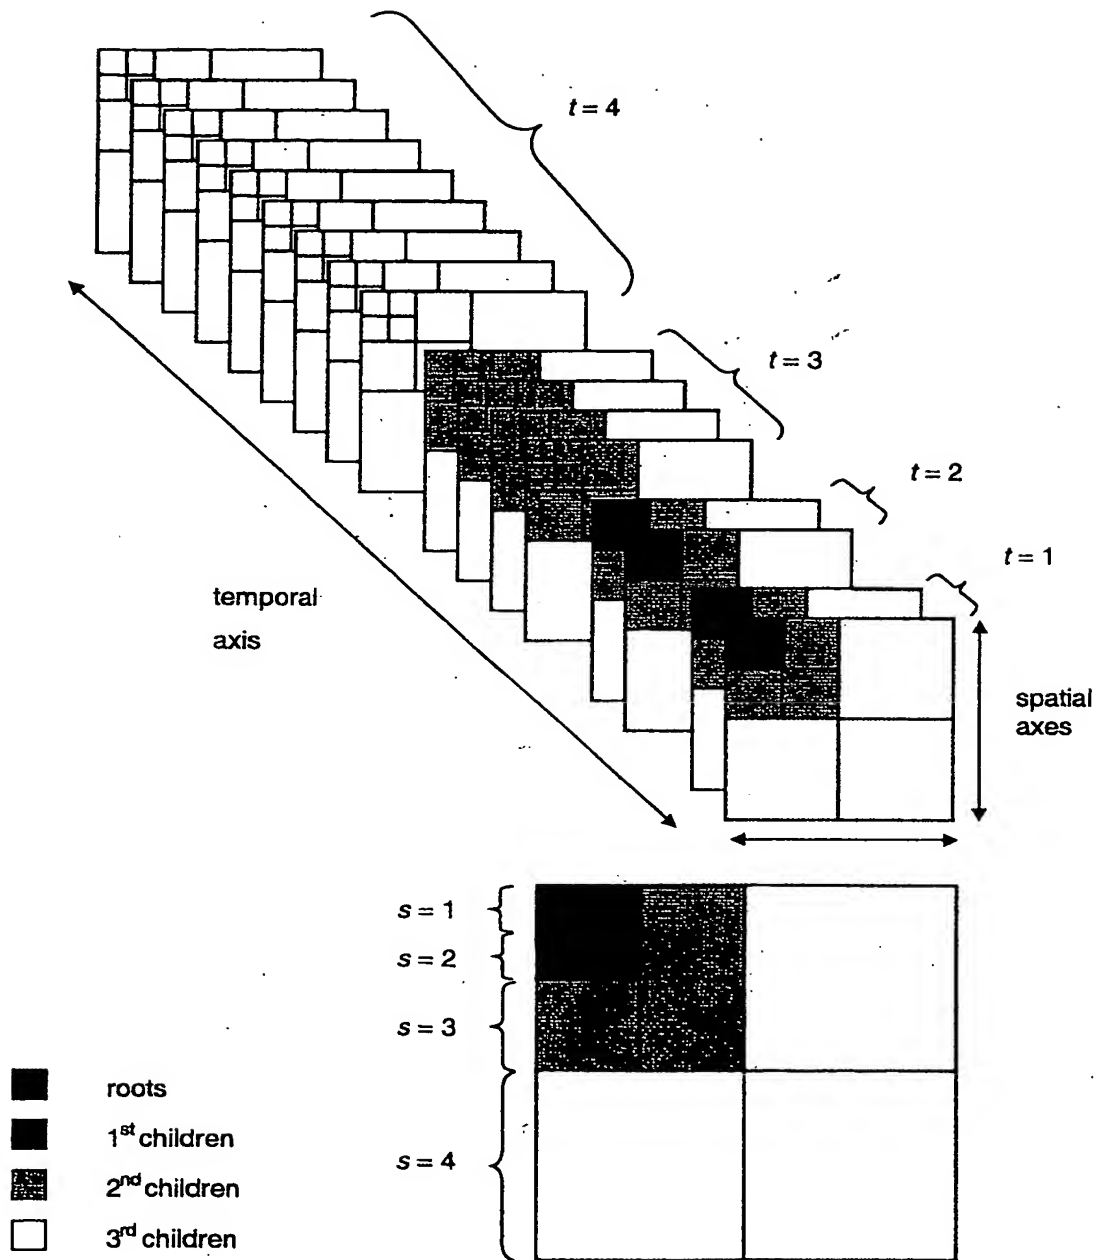 t = 4
t = 3
t = 2
t = 1
temporal
axis
spatial
axes
s = 1
s = 2
s = 3
s = 4
roots
1st children
2nd children
3rd children